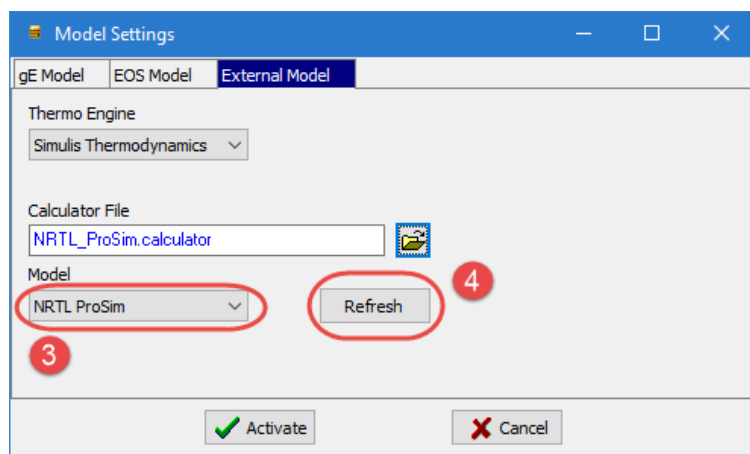 Model Settings
gE Model EOS Model External Model
Thermo Engine
Simulis Thermodynamics
Calculator File
NRTL_ProSim.calculator
Model
NRTL ProSim
Refresh
4
3
Activate Cancel